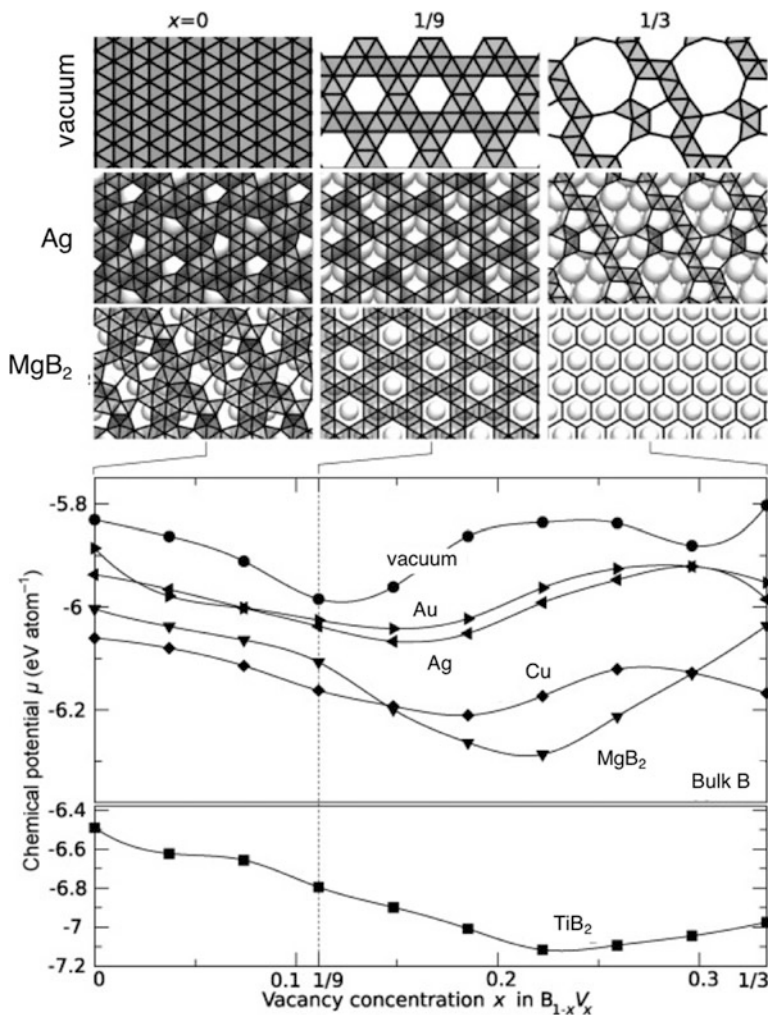 x=0 1/9 1/3
vacuum
Ag
MgB₂
-5.8
-6
-6.2
vacuum
Au
Ag
Cu
MgB₂
Bulk B
Chemical potential μ (eV atom⁻¹)
-6.4
-6.6
-6.8
-7
-7.2
TiB₂
0 0.1 1/9 0.2 0.3 1/3
Vacancy concentration x in B₁₋ₓVₓ